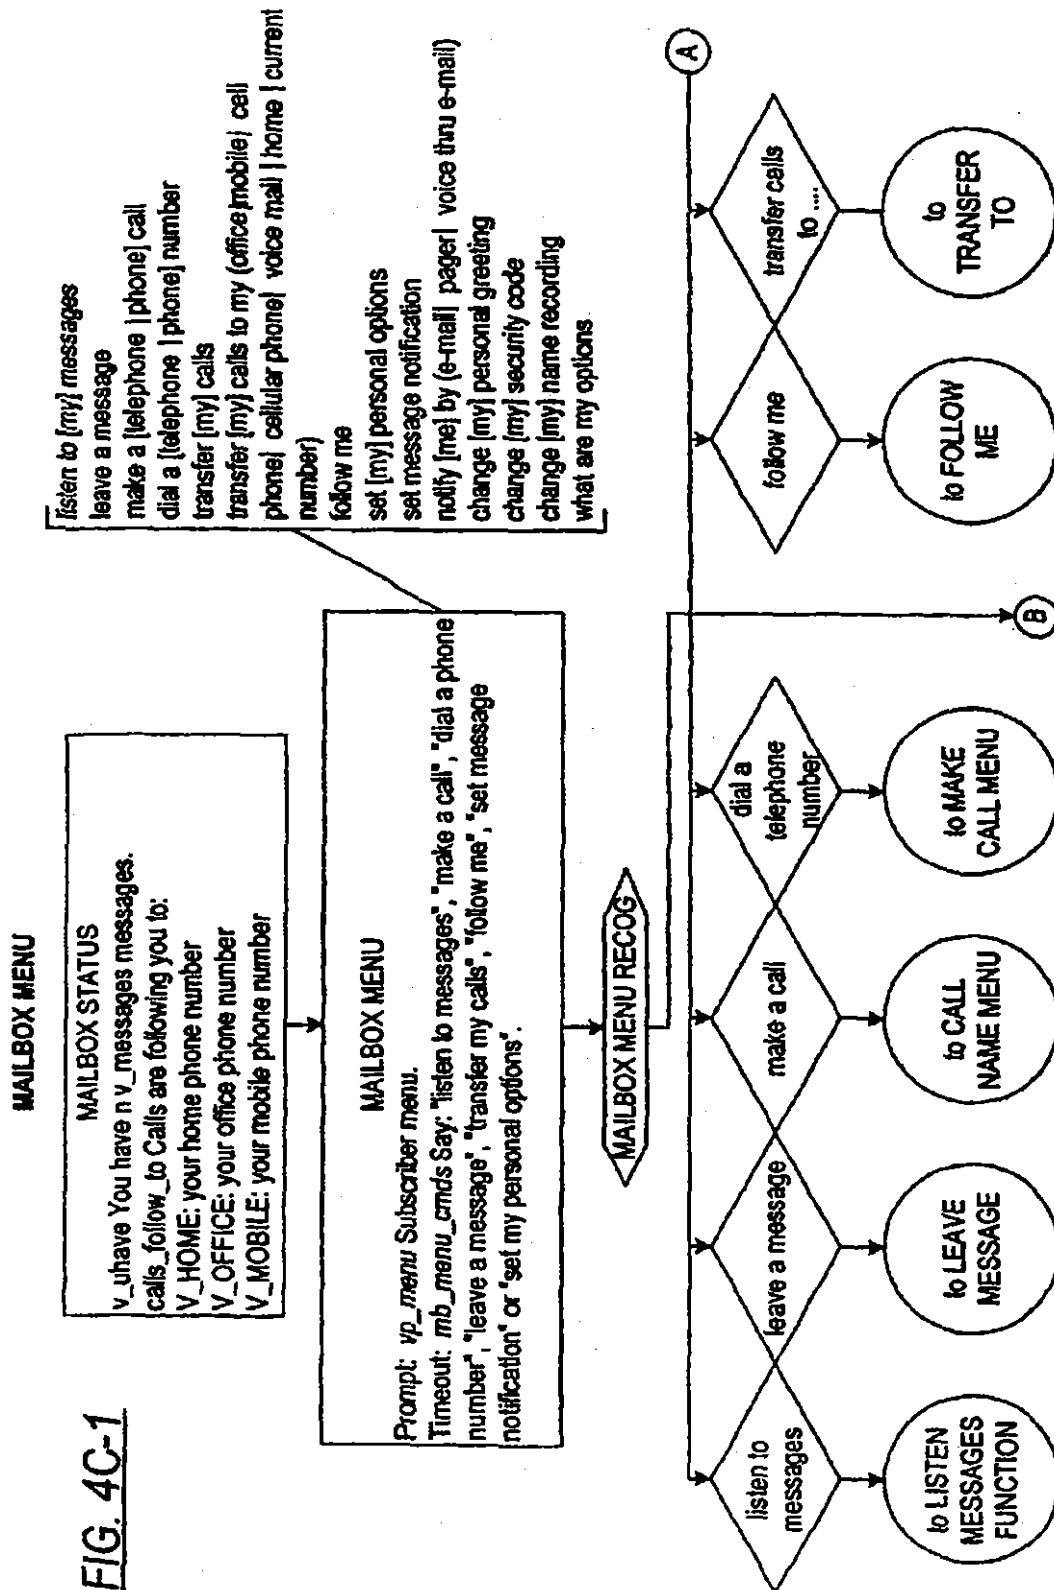 FIG. 4C-1
MAILBOX MENU
MAILBOX STATUS
v_uhave You have n v_messages messages.
calls_follow_to Calls are following you to:
V_HOME: your home phone number
V_OFFICE: your office phone number
V_MOBILE: your mobile phone number
MAILBOX MENU
Prompt: vp_menu Subscriber menu.
Timeout: mb_menu_cmds Say: "listen to messages", "make a call", "dial a phone
number", "leave a message", "transfer my calls", "follow me", "set message
notification" or "set my personal options".
listen to [my] messages
leave a message
make a [telephone | phone] call
dial a [telephone | phone] number
transfer [my] calls
transfer [my] calls to my (office|mobile| cell
phone| cellular phone| voice mail | home | current
number)
follow me
set [my] personal options
set message notification
notify [me] by (e-mail| pager| voice thru e-mail)
change [my] personal greeting
change [my] security code
change [my] name recording
what are my options
MAILBOX MENU RECOG
A
listen to
messages
leave a message
make a call
dial a
telephone
number
follow me
transfer calls
to ....
to LISTEN
MESSAGES
FUNCTION
to LEAVE
MESSAGE
to CALL
NAME MENU
to MAKE
CALL MENU
B
to FOLLOW
ME
to
TRANSFER
TO